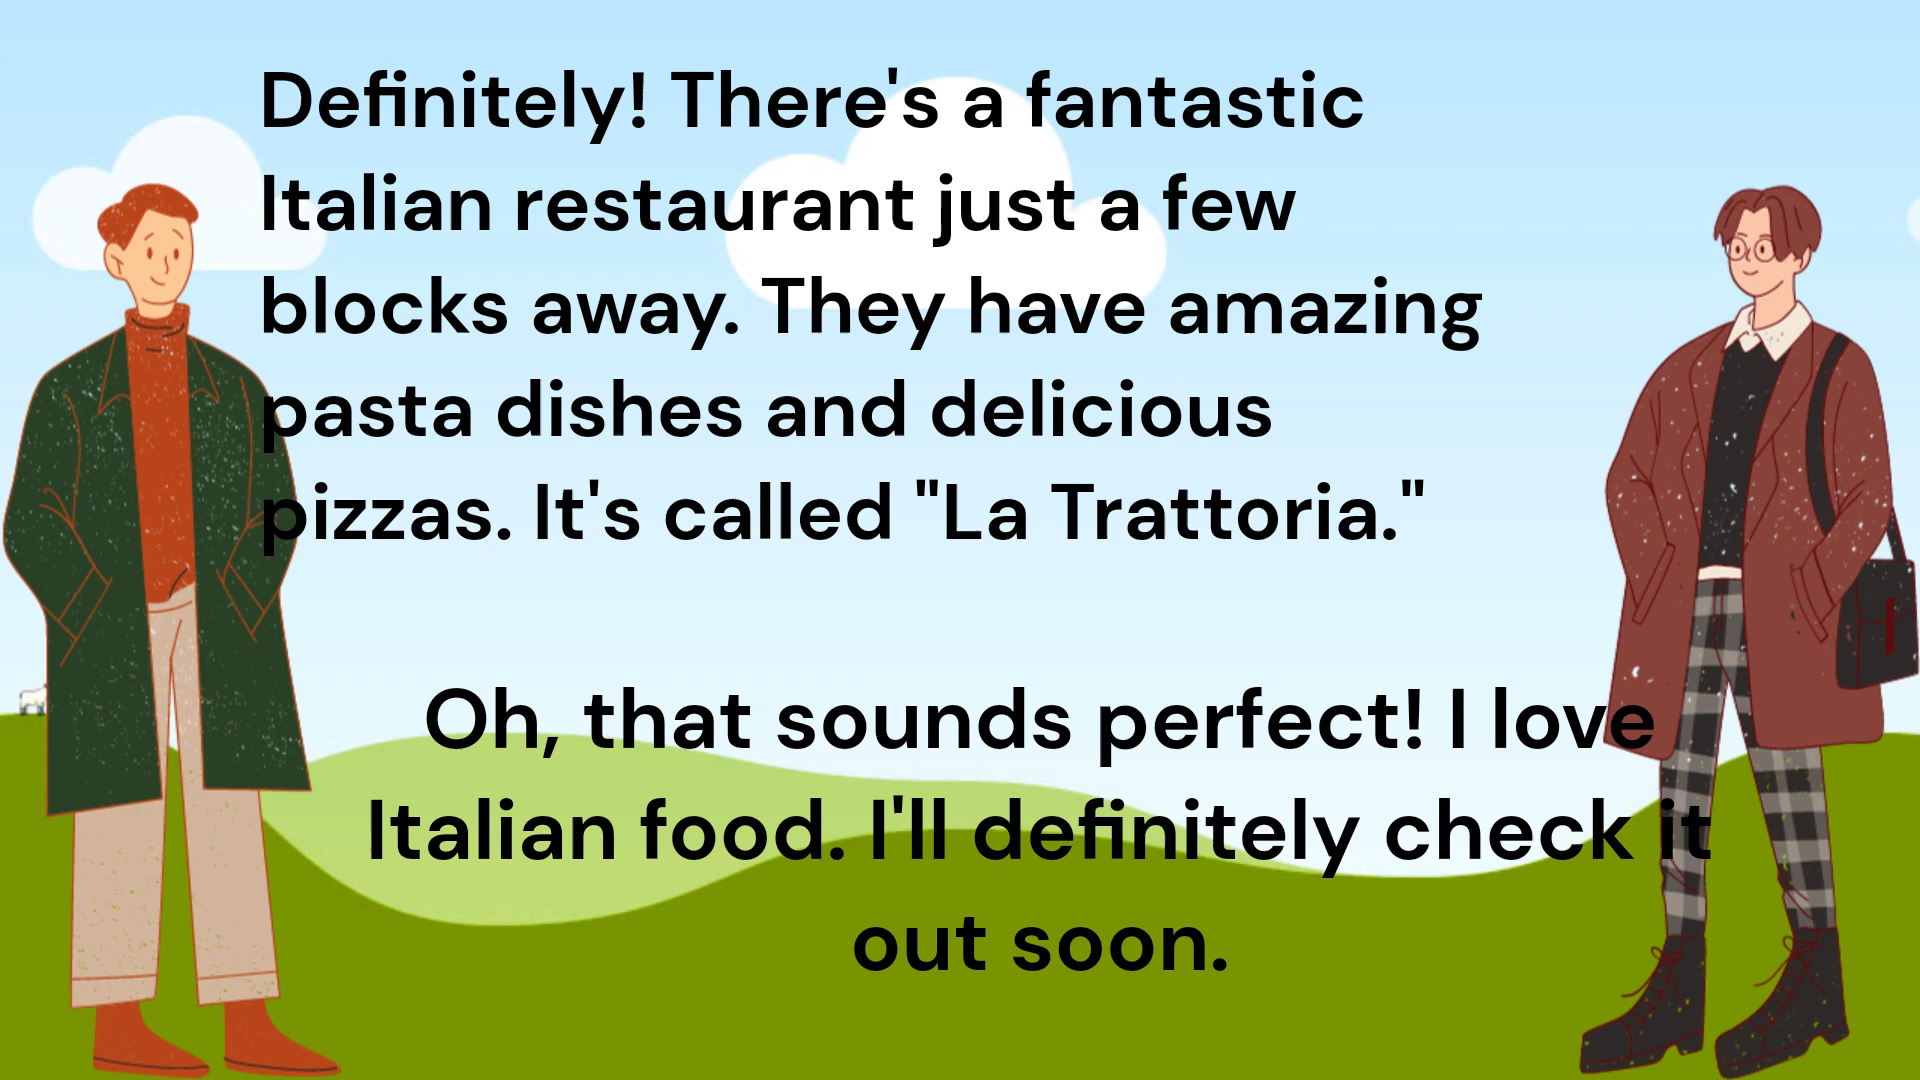 Definitely! There's a fantastic
Italian restaurant just a few
blocks away. They have amazing
pasta dishes and delicious
pizzas. It's called "La Trattoria."
Oh, that sounds perfect! I love
Italian food. I'll definitely check it
out soon.